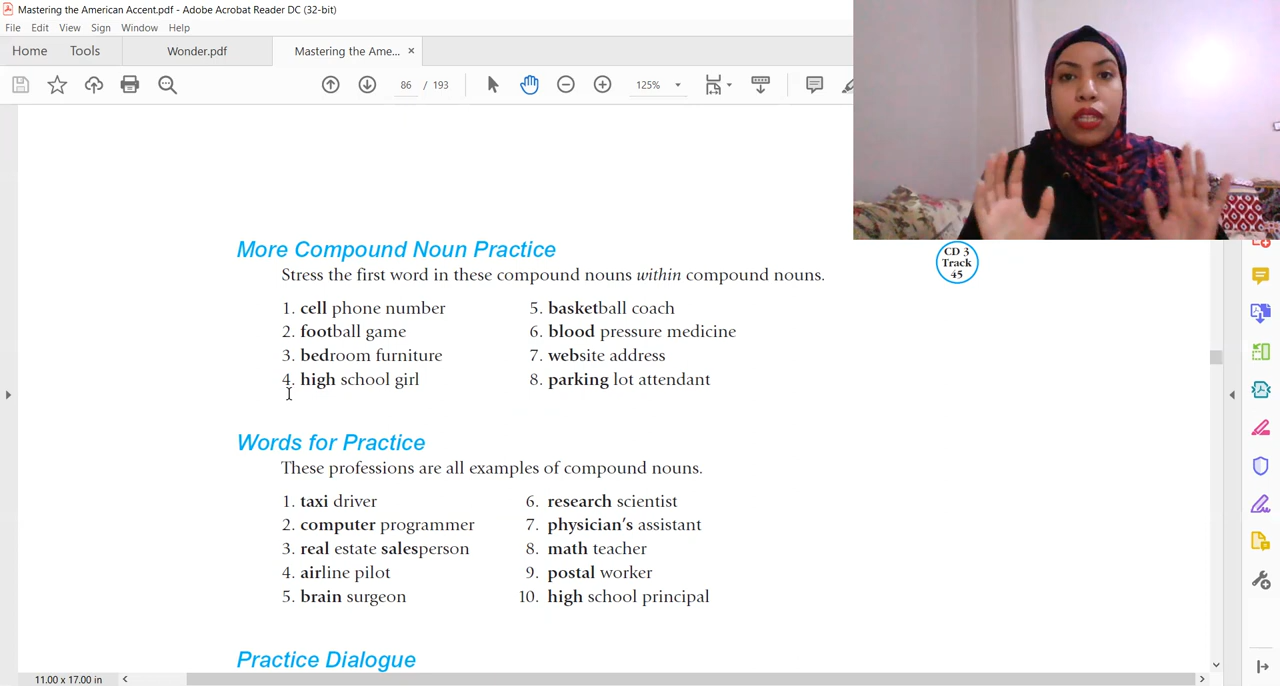 Mastering the American Accent.pdf - Adobe Acrobat Reader DC (32-bit)
File Edit View Sign Window Help
Home Tools Wonder.pdf Mastering the Ame... ×
86 / 193 125%
More Compound Noun Practice
CD 3
Track
45
Stress the first word in these compound nouns within compound nouns.
1. cell phone number
2. football game
3. bedroom furniture
4. high school girl
5. basketball coach
6. blood pressure medicine
7. website address
8. parking lot attendant
Words for Practice
These professions are all examples of compound nouns.
1. taxi driver
2. computer programmer
3. real estate salesperson
4. airline pilot
5. brain surgeon
6. research scientist
7. physician's assistant
8. math teacher
9. postal worker
10. high school principal
Practice Dialogue
11.00 x 17.00 in